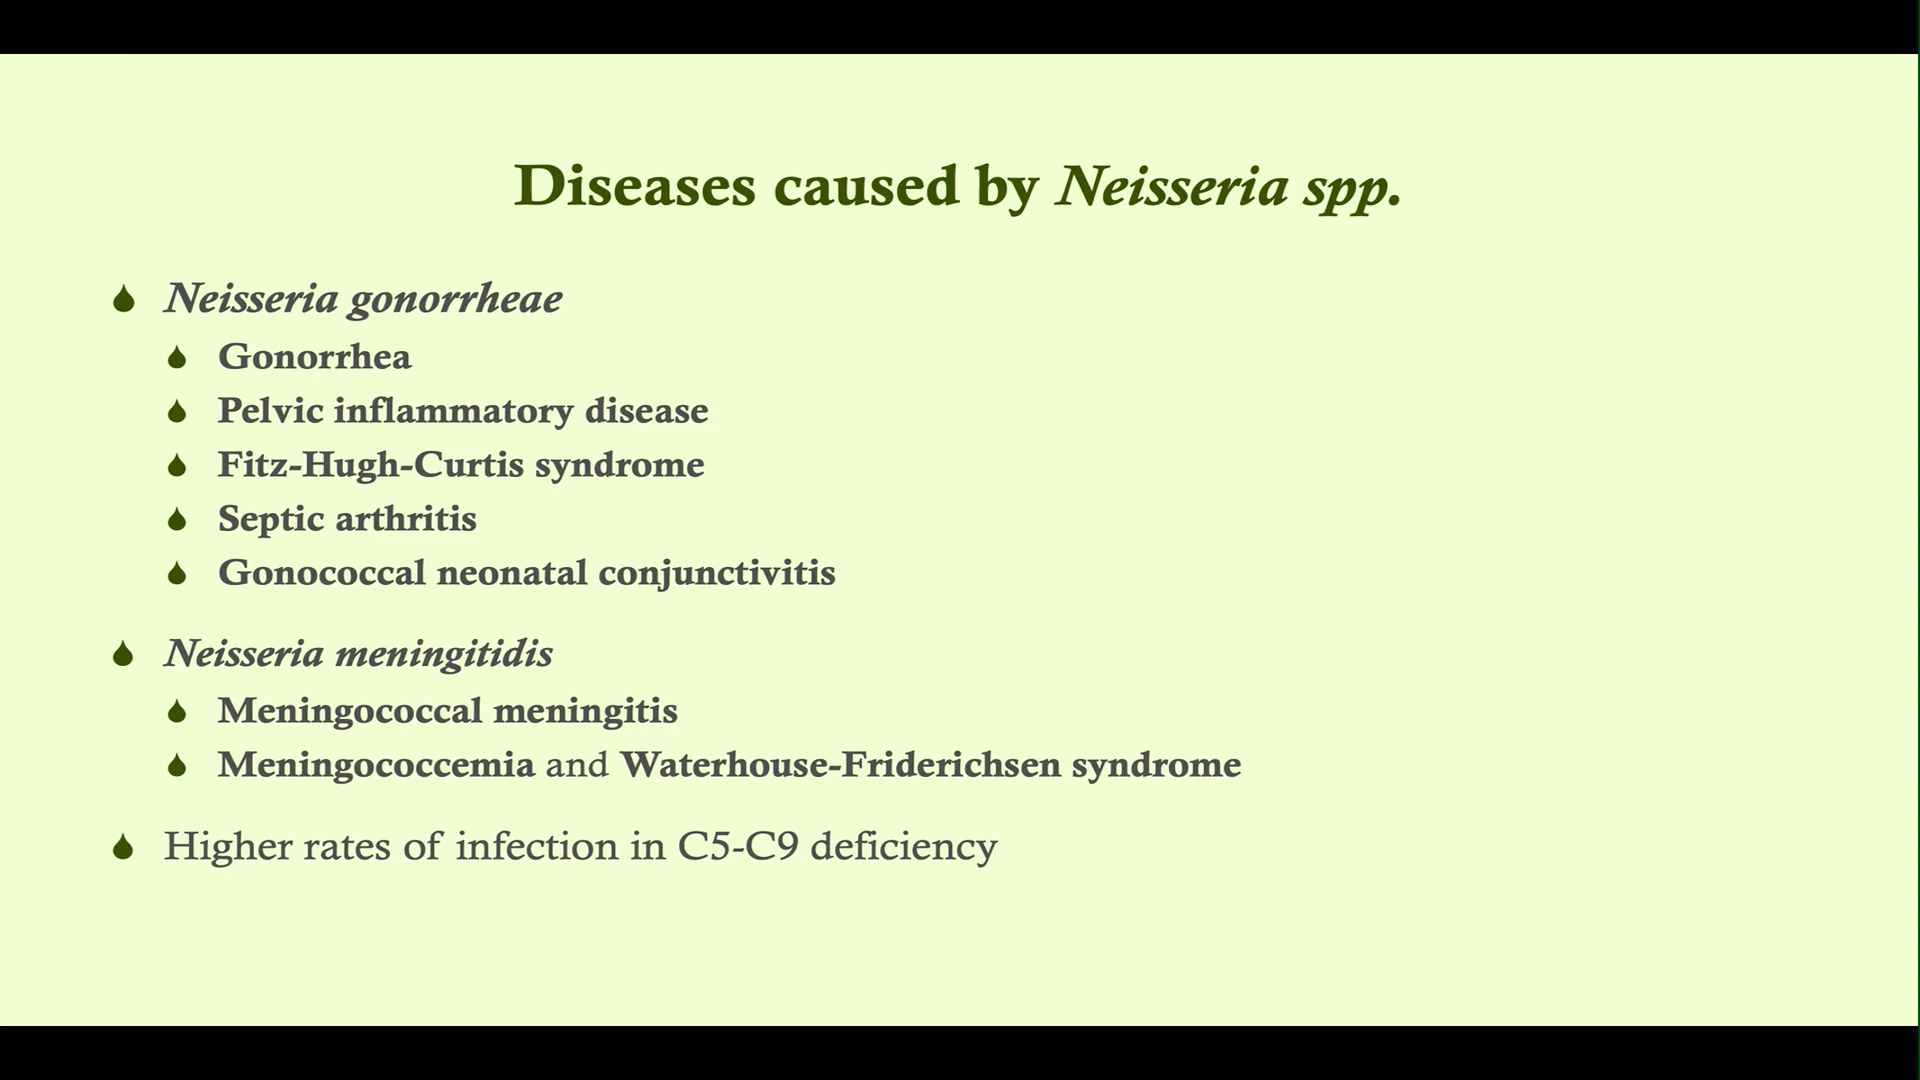 Diseases caused by Neisseria spp.
Neisseria gonorrheae
Gonorrhea
Pelvic inflammatory disease
Fitz-Hugh-Curtis syndrome
Septic arthritis
Gonococcal neonatal conjunctivitis
Neisseria meningitidis
Meningococcal meningitis
Meningococcemia and Waterhouse-Friderichsen syndrome
Higher rates of infection in C5-C9 deficiency